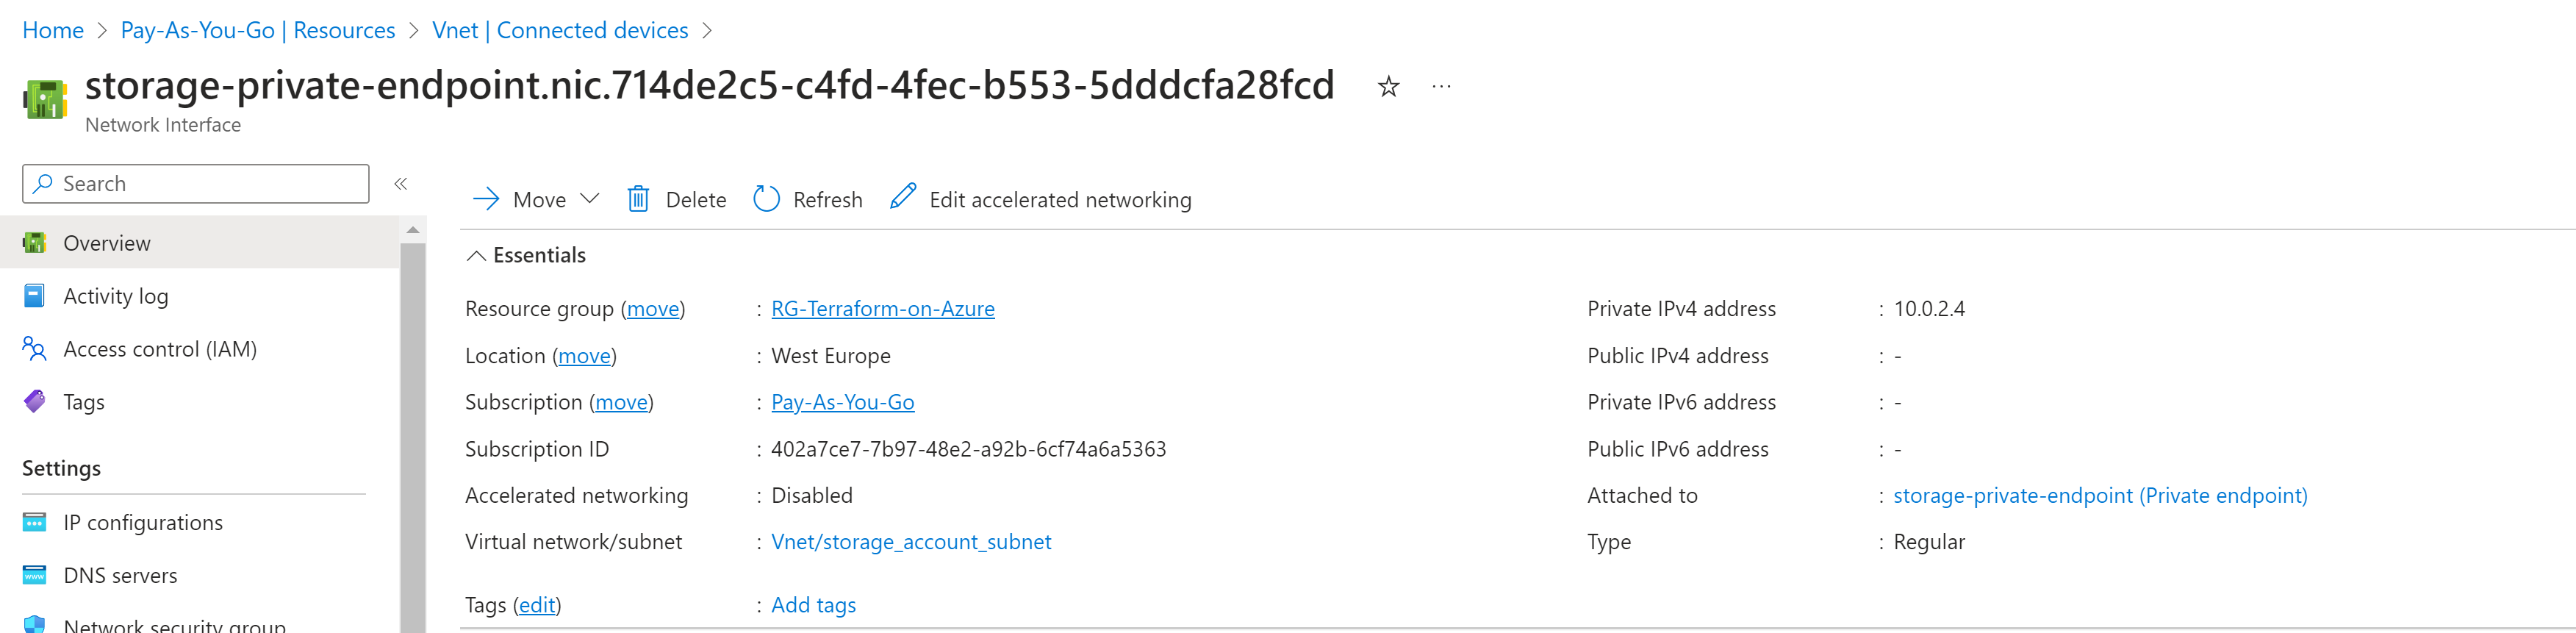 Home > Pay-As-You-Go | Resources > Vnet | Connected devices >
storage-private-endpoint.nic.714de2c5-c4fd-4fec-b553-5dddcfa28fcd
Network Interface
Search
Overview
Activity log
Access control (IAM)
Tags
Settings
IP configurations
DNS servers
Network security group
Move Delete Refresh Edit accelerated networking
Essentials
Resource group (move) : RG-Terraform-on-Azure
Location (move) : West Europe
Subscription (move) : Pay-As-You-Go
Subscription ID : 402a7ce7-7b97-48e2-a92b-6cf74a6a5363
Accelerated networking : Disabled
Virtual network/subnet : Vnet/storage_account_subnet
Tags (edit) : Add tags
Private IPv4 address : 10.0.2.4
Public IPv4 address : -
Private IPv6 address : -
Public IPv6 address : -
Attached to : storage-private-endpoint (Private endpoint)
Type : Regular